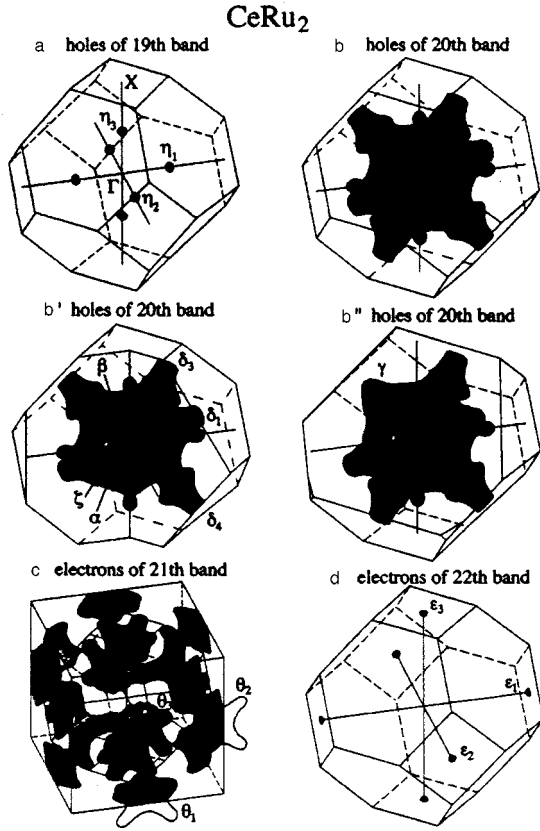 CeRu₂
a holes of 19th band
b holes of 20th band
X
η₃
η₁
Γ
η₂
b' holes of 20th band
b" holes of 20th band
β
δ₃
δ₁
ζ
α
δ₄
γ
c electrons of 21th band
d electrons of 22th band
θ₂
θ
θ₁
ε₃
ε₁
ε₂